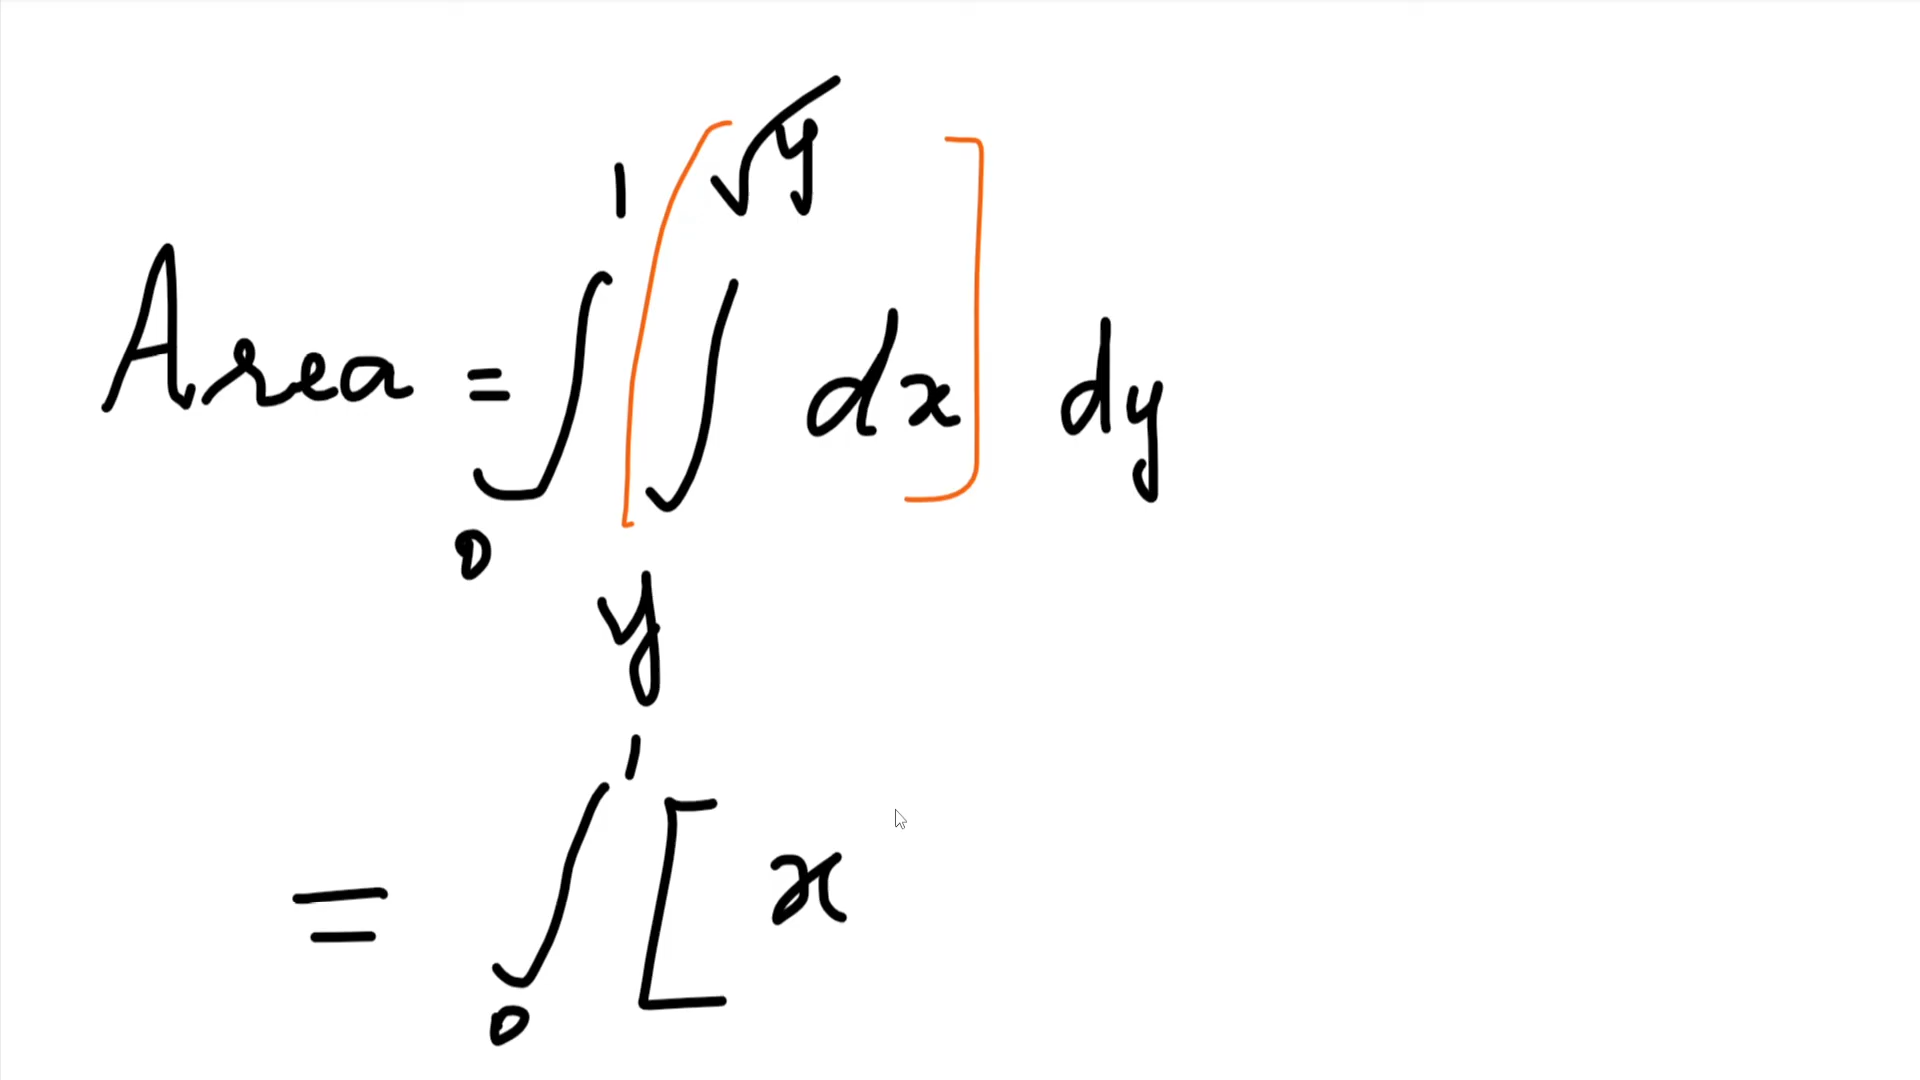 Area = ∫₀¹ [∫_y^√y dx] dy
= ∫₀¹ [x